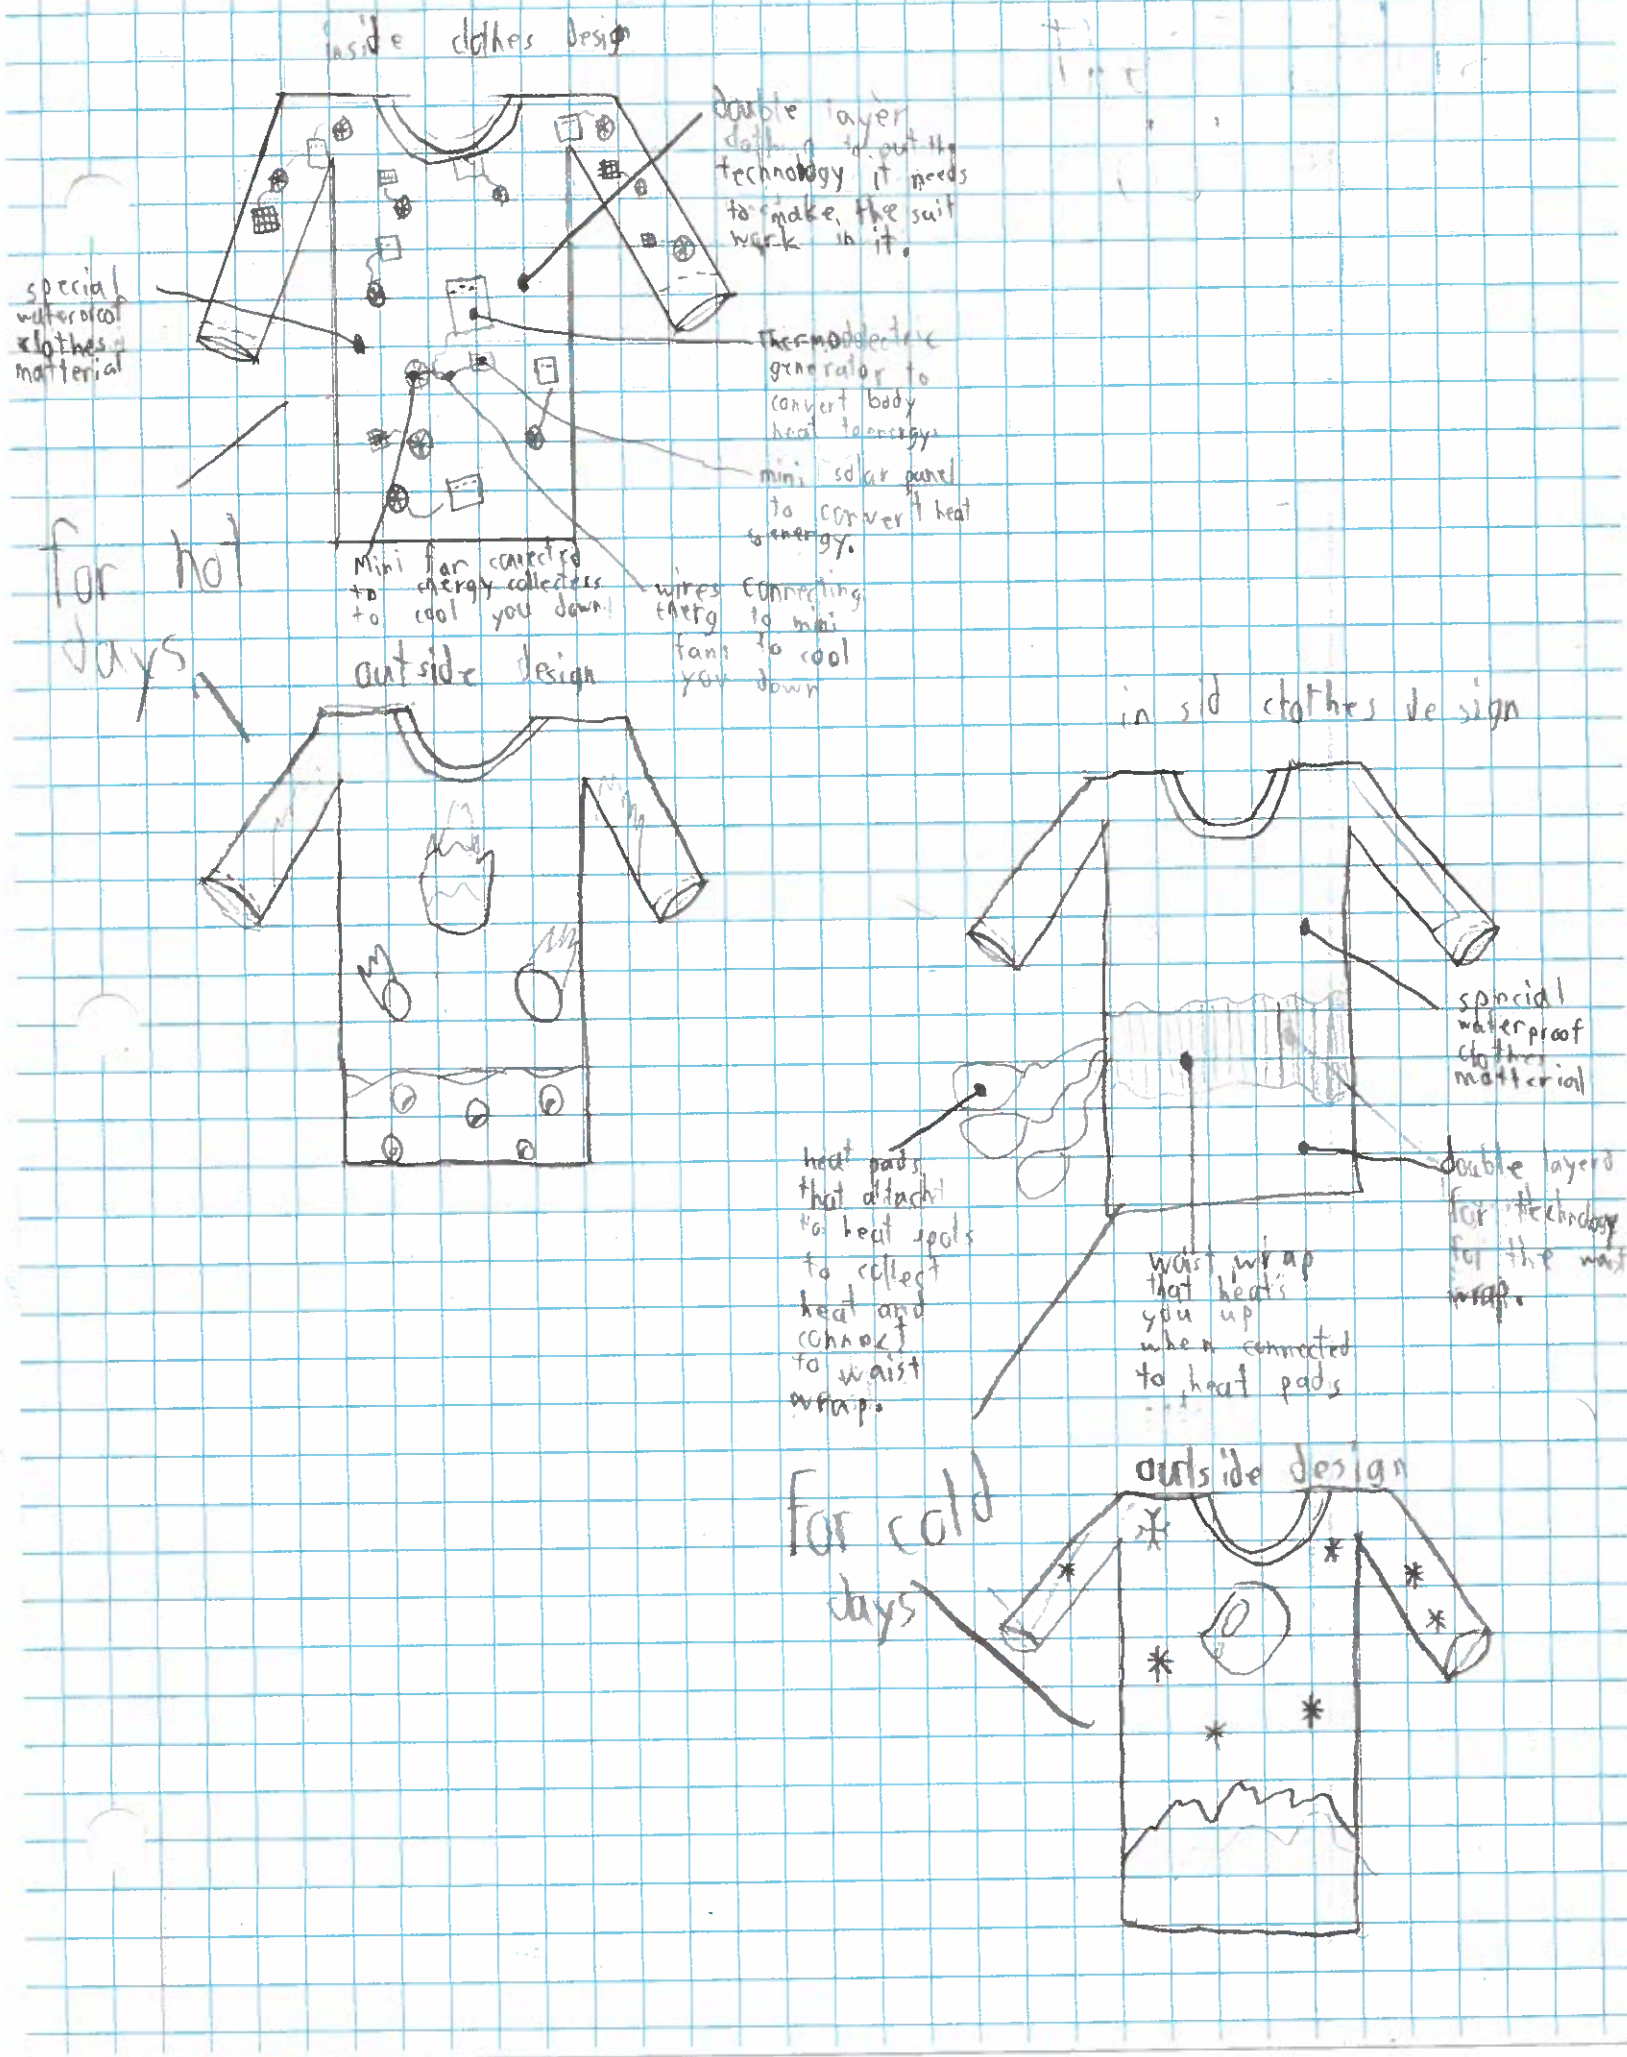 inside clothes design
double layer
clothing to put the
technology it needs
to make, the suit
work in it.
special
waterproof
clothes
matterial
Thermoelectric
generator to
convert body
heat to energy.
mini solar panel
to convert heat
to energy.
for hot
days
Mini fan connected
to energy collecters
to cool you down
wires connecting
energ to mini
fans to cool
you down
outside design
in sid clothes design
special
waterproof
clothes
matterial
heat pads
that attacht
to heat spots
to collect
heat and
connect
to waist
wrap.
waist wrap
that heats
you up
when connected
to heat pads
double layerd
for technology
for the waist
wrap.
for cold
days
outside design